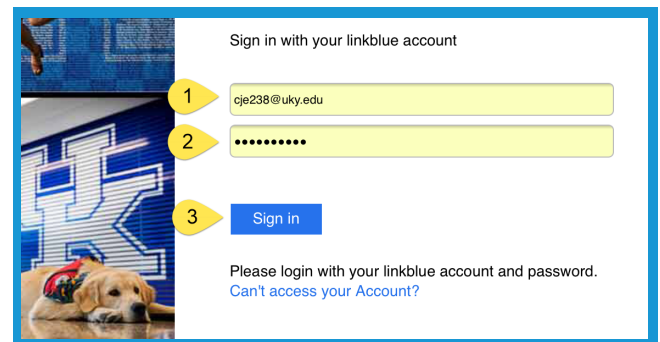 Sign in with your linkblue account
1
cje238@uky.edu
2
••••••••••
3
Sign in
Please login with your linkblue account and password.
Can't access your Account?